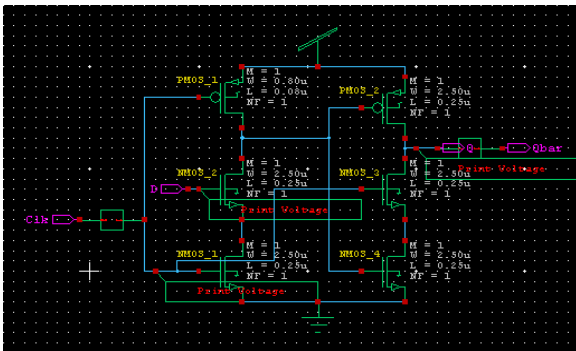 PMOS_1
M = 1
W = 0.80u
L = 0.08u
NF = 1
PMOS_2
M = 1
W = 2.50u
L = 0.25u
NF = 1
Q
Qbar
Print Voltage
NMOS_2
M = 1
W = 2.50u
L = 0.25u
NF = 1
NMOS_3
M = 1
W = 2.50u
L = 0.25u
NF = 1
D
Print Voltage
Clk
NMOS_1
M = 1
W = 2.50u
L = 0.25u
NF = 1
NMOS_4
M = 1
W = 2.50u
L = 0.25u
NF = 1
Print Voltage